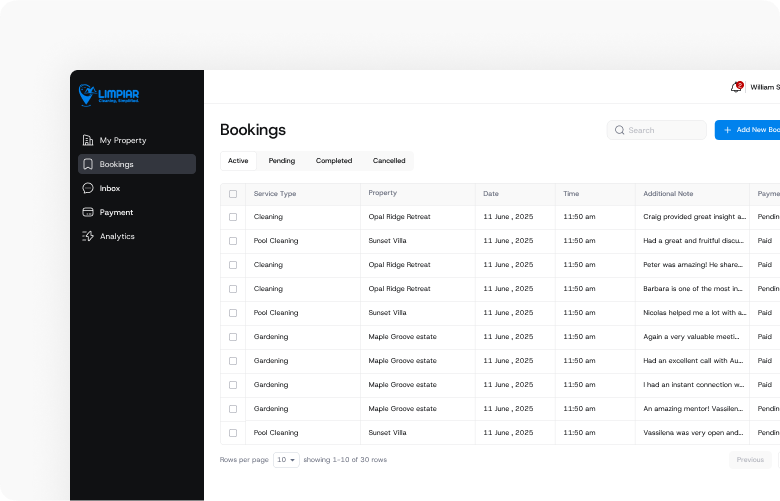 LIMPIAR
Cleaning, Simplified.
2
William S
My Property
Bookings
Inbox
Payment
Analytics
Bookings
Search
Add New Boo
Active Pending Completed Cancelled
Service Type Property Date Time Additional Note Payme
Cleaning Opal Ridge Retreat 11 June , 2025 11:50 am Craig provided great insight a... Pendin
Pool Cleaning Sunset Villa 11 June , 2025 11:50 am Had a great and fruitful discu... Paid
Cleaning Opal Ridge Retreat 11 June , 2025 11:50 am Peter was amazing! He share... Paid
Cleaning Opal Ridge Retreat 11 June , 2025 11:50 am Barbara is one of the most in... Pendin
Pool Cleaning Sunset Villa 11 June , 2025 11:50 am Nicolas helped me a lot with a... Paid
Gardening Maple Groove estate 11 June , 2025 11:50 am Again a very valuable meeti... Paid
Gardening Maple Groove estate 11 June , 2025 11:50 am Had an excellent call with Au... Paid
Gardening Maple Groove estate 11 June , 2025 11:50 am I had an instant connection w... Paid
Gardening Maple Groove estate 11 June , 2025 11:50 am An amazing mentor! Vassilen... Pendin
Pool Cleaning Sunset Villa 11 June , 2025 11:50 am Vassilena was very open and... Paid
Rows per page 10 showing 1-10 of 30 rows Previous